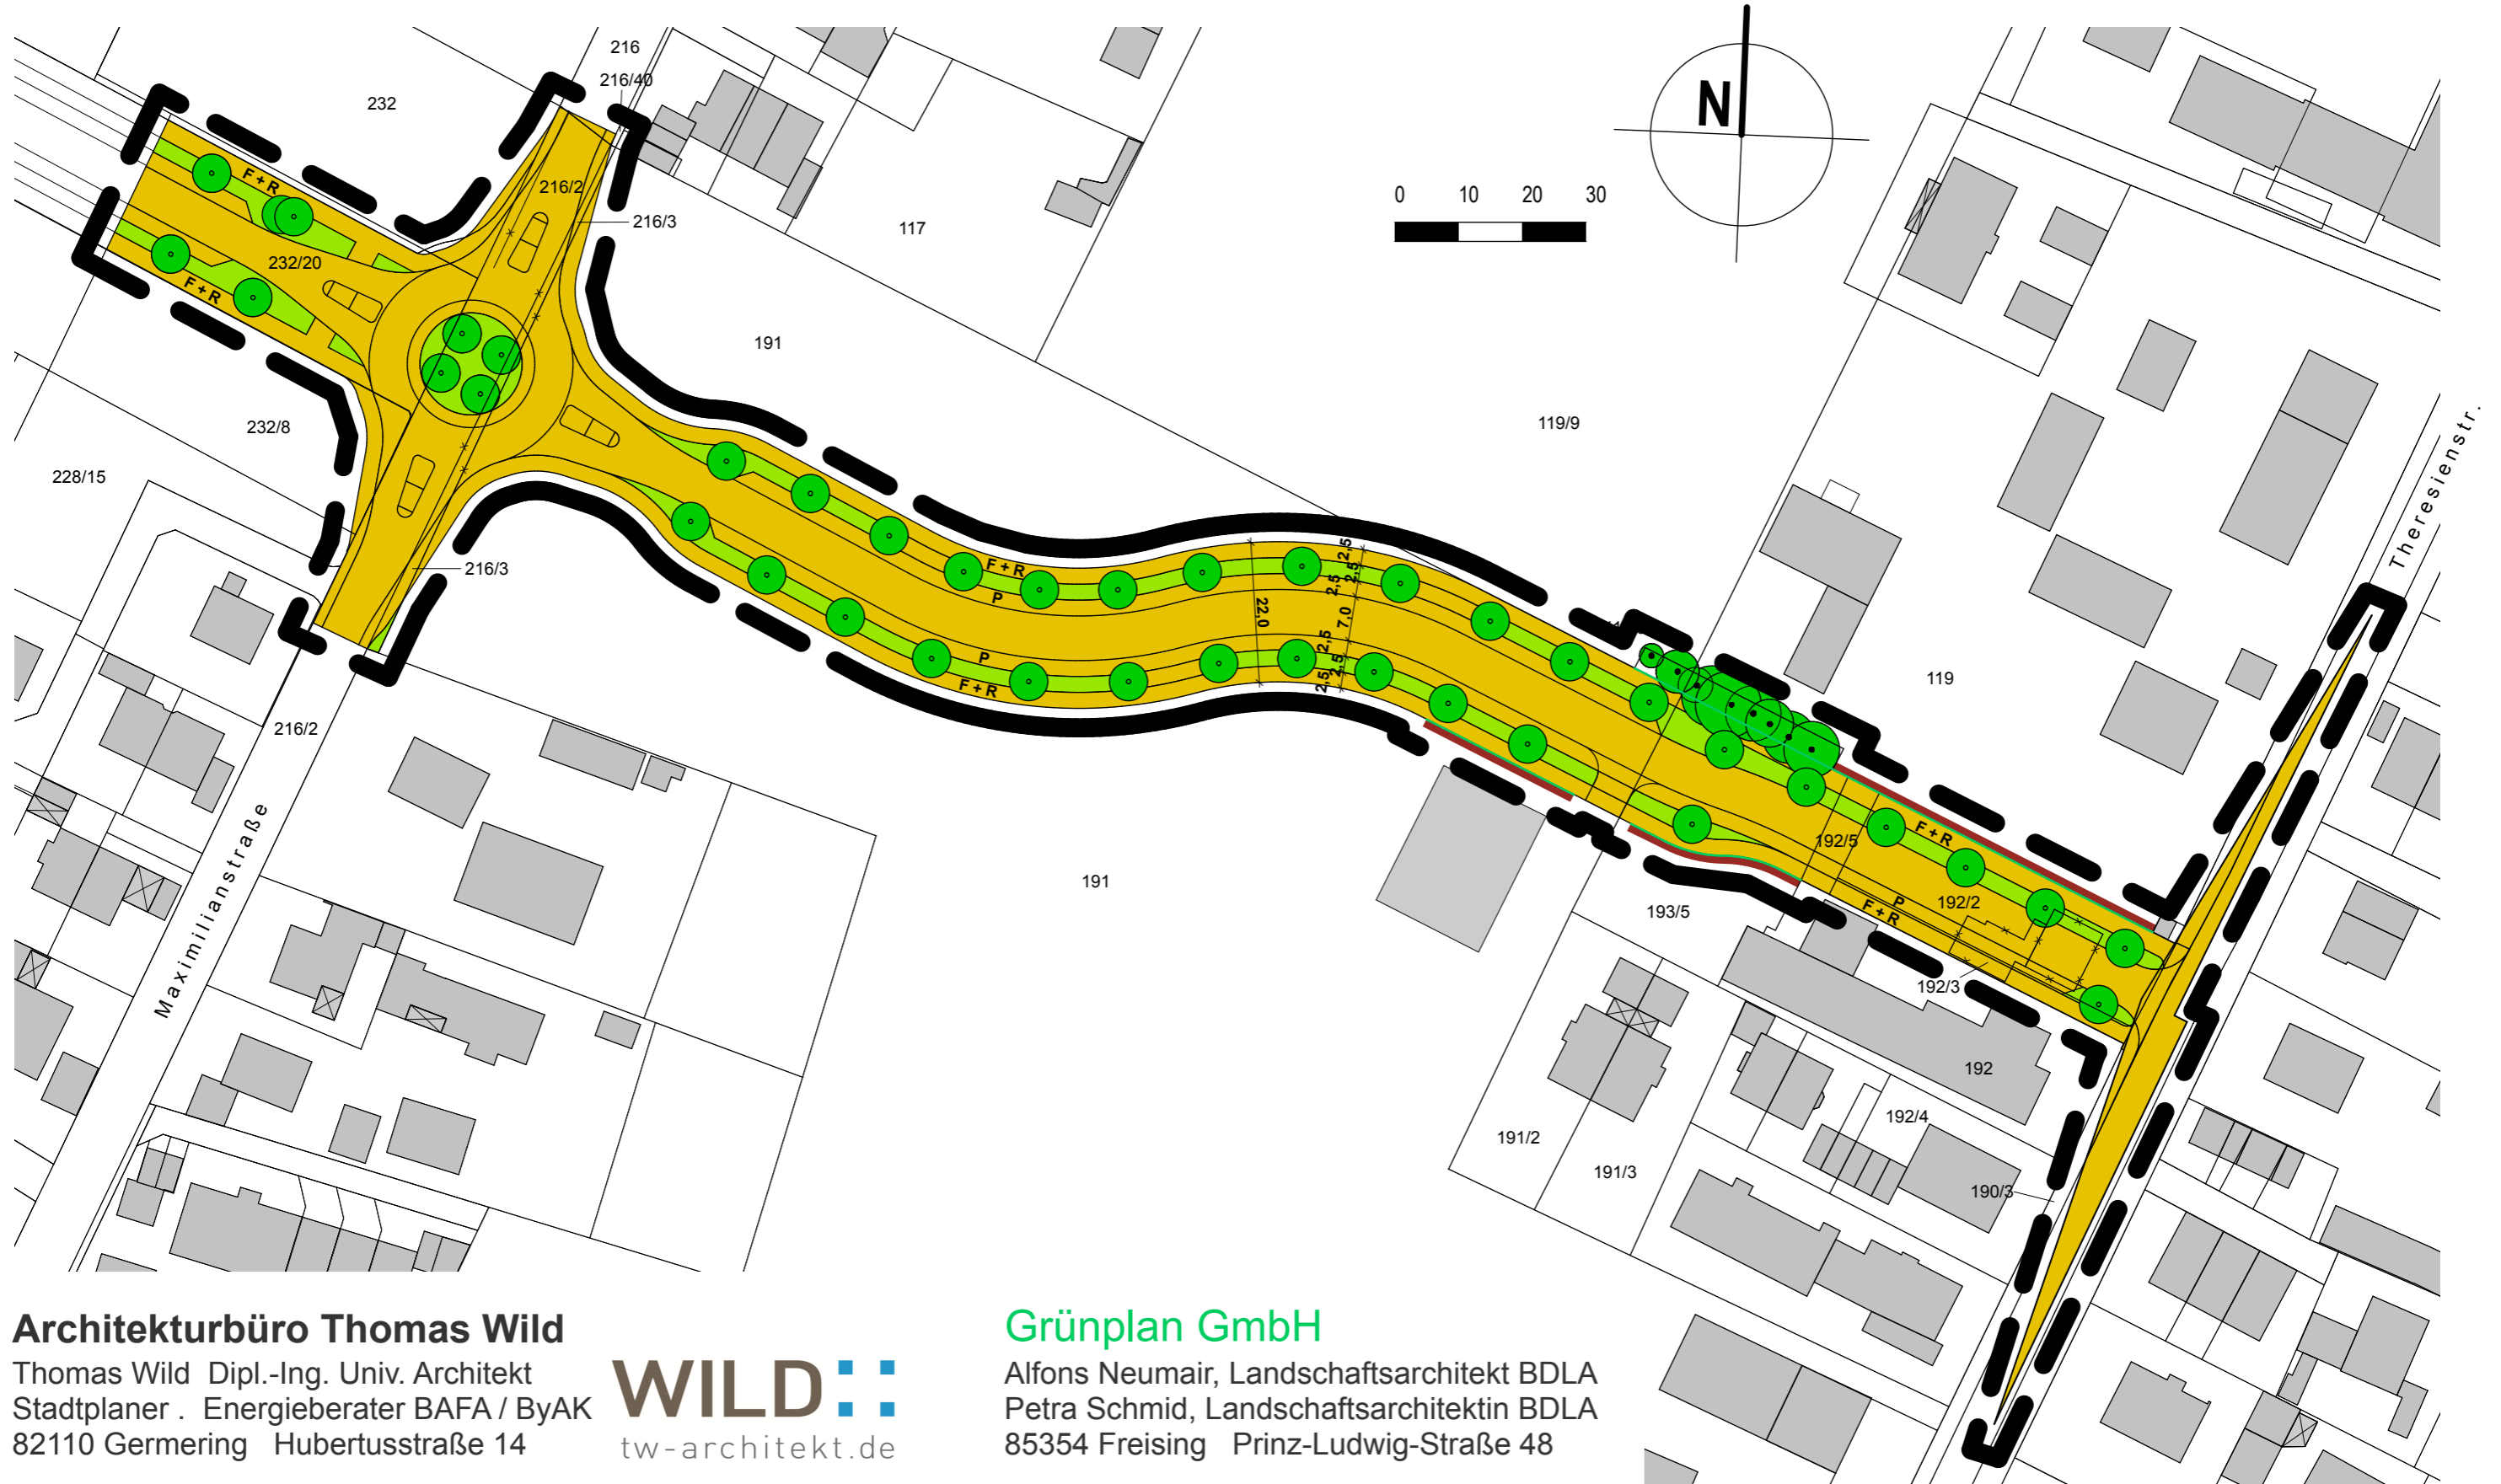 216
216/40
232
N
0 10 20 30
F+R
216/2
216/3
117
232/20
F+R
191
119/9
232/8
228/15
Theresienstr.
216/3
F+R
P
22,0
2,5
2,5
2,5
7,0
2,5
2,5
2,5
P
F+R
119
216/2
Maximilianstraße
191
192/5
F+R
P
F+R
192/2
193/5
192/3
192
192/4
191/2
191/3
190/3
Architekturbüro Thomas Wild
Thomas Wild Dipl.-Ing. Univ. Architekt
Stadtplaner . Energieberater BAFA / ByAK
82110 Germering Hubertusstraße 14
WILD
tw-architekt.de
Grünplan GmbH
Alfons Neumair, Landschaftsarchitekt BDLA
Petra Schmid, Landschaftsarchitektin BDLA
85354 Freising Prinz-Ludwig-Straße 48